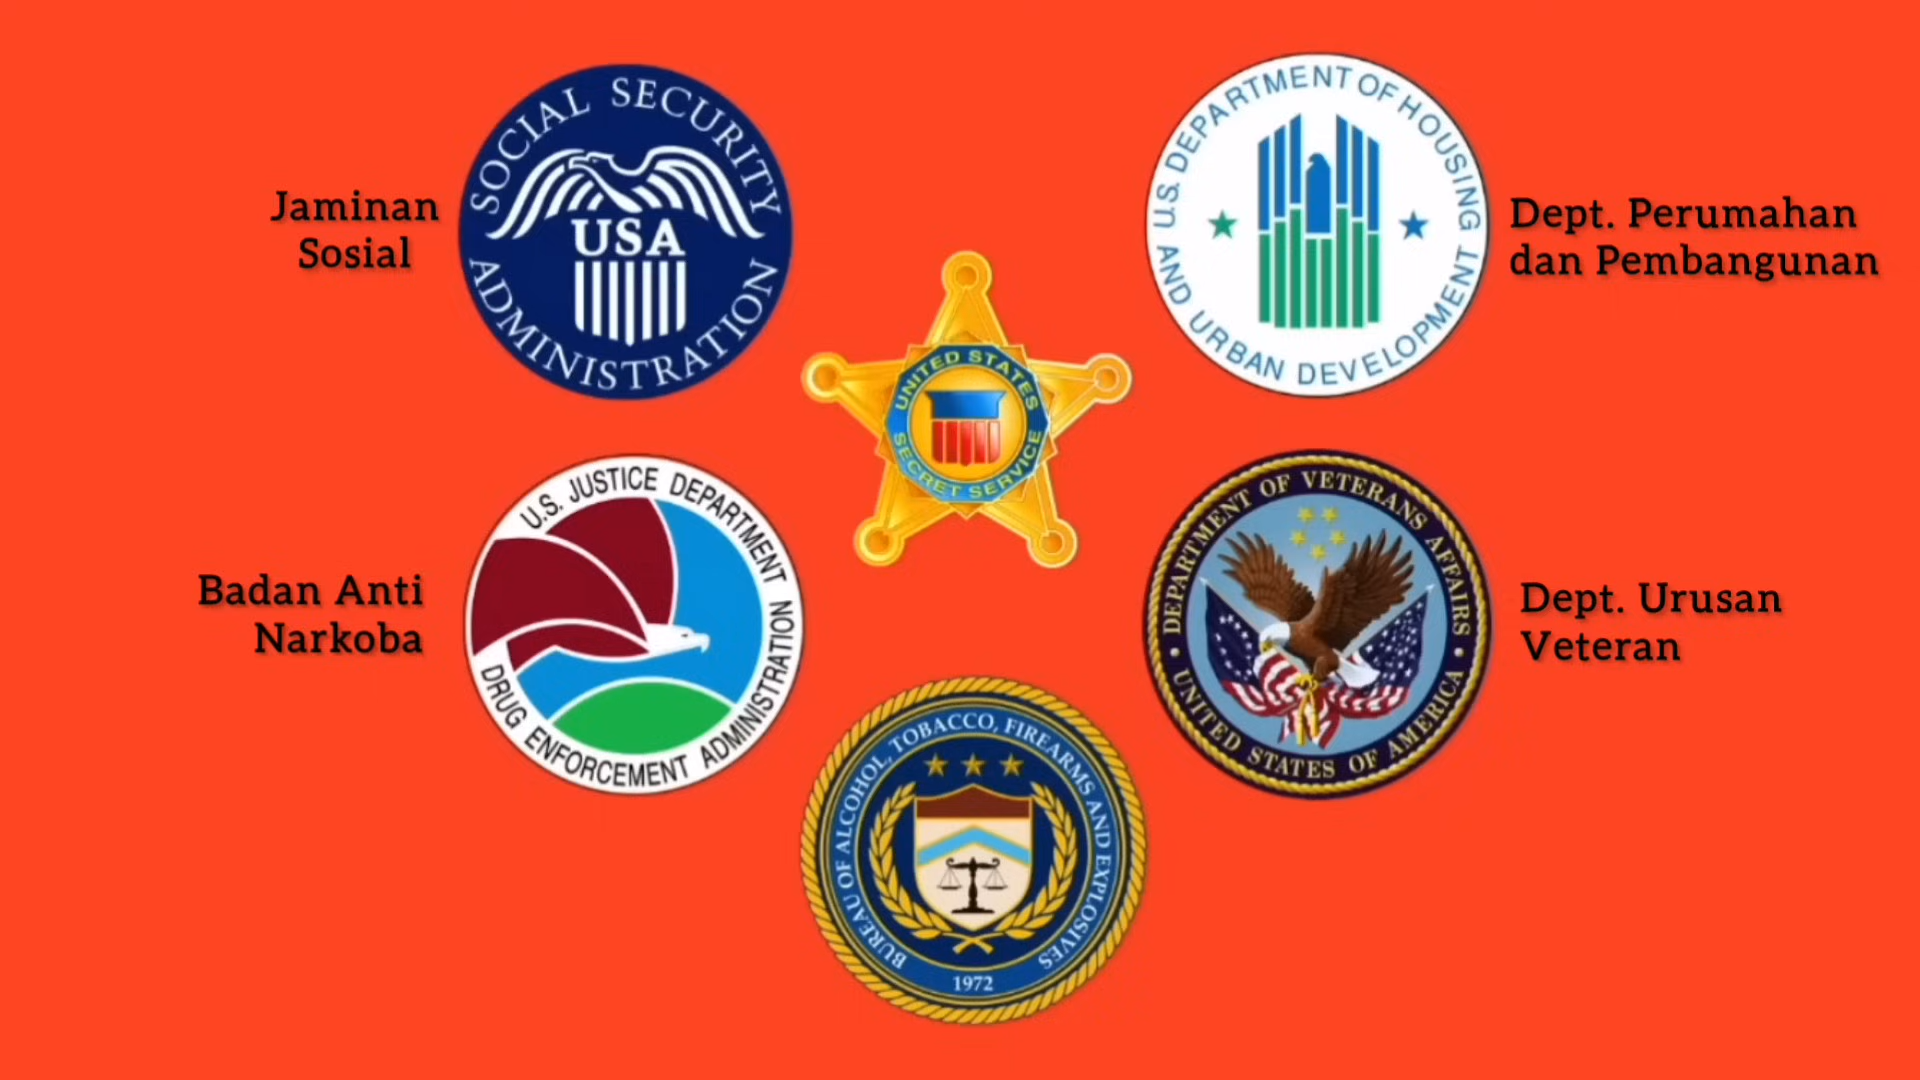 SOCIAL SECURITY
ADMINISTRATION
USA
Jaminan
Sosial
U.S. DEPARTMENT OF HOUSING
AND URBAN DEVELOPMENT
Dept. Perumahan
dan Pembangunan
UNITED STATES
SECRET SERVICE
U.S. JUSTICE DEPARTMENT
DRUG ENFORCEMENT ADMINISTRATION
Badan Anti
Narkoba
DEPARTMENT OF VETERANS AFFAIRS
UNITED STATES OF AMERICA
Dept. Urusan
Veteran
BUREAU OF ALCOHOL, TOBACCO, FIREARMS AND EXPLOSIVES
1972